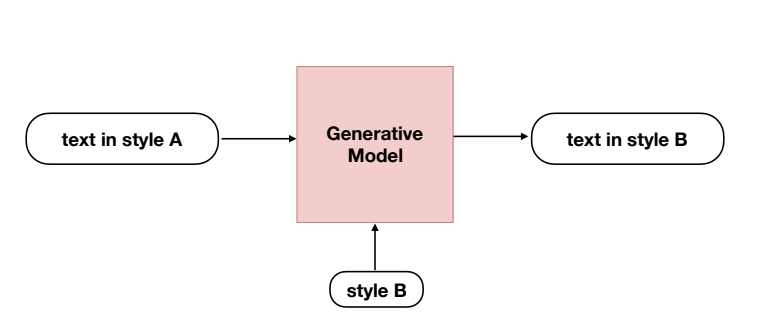 text in style A
Generative
Model
text in style B
style B